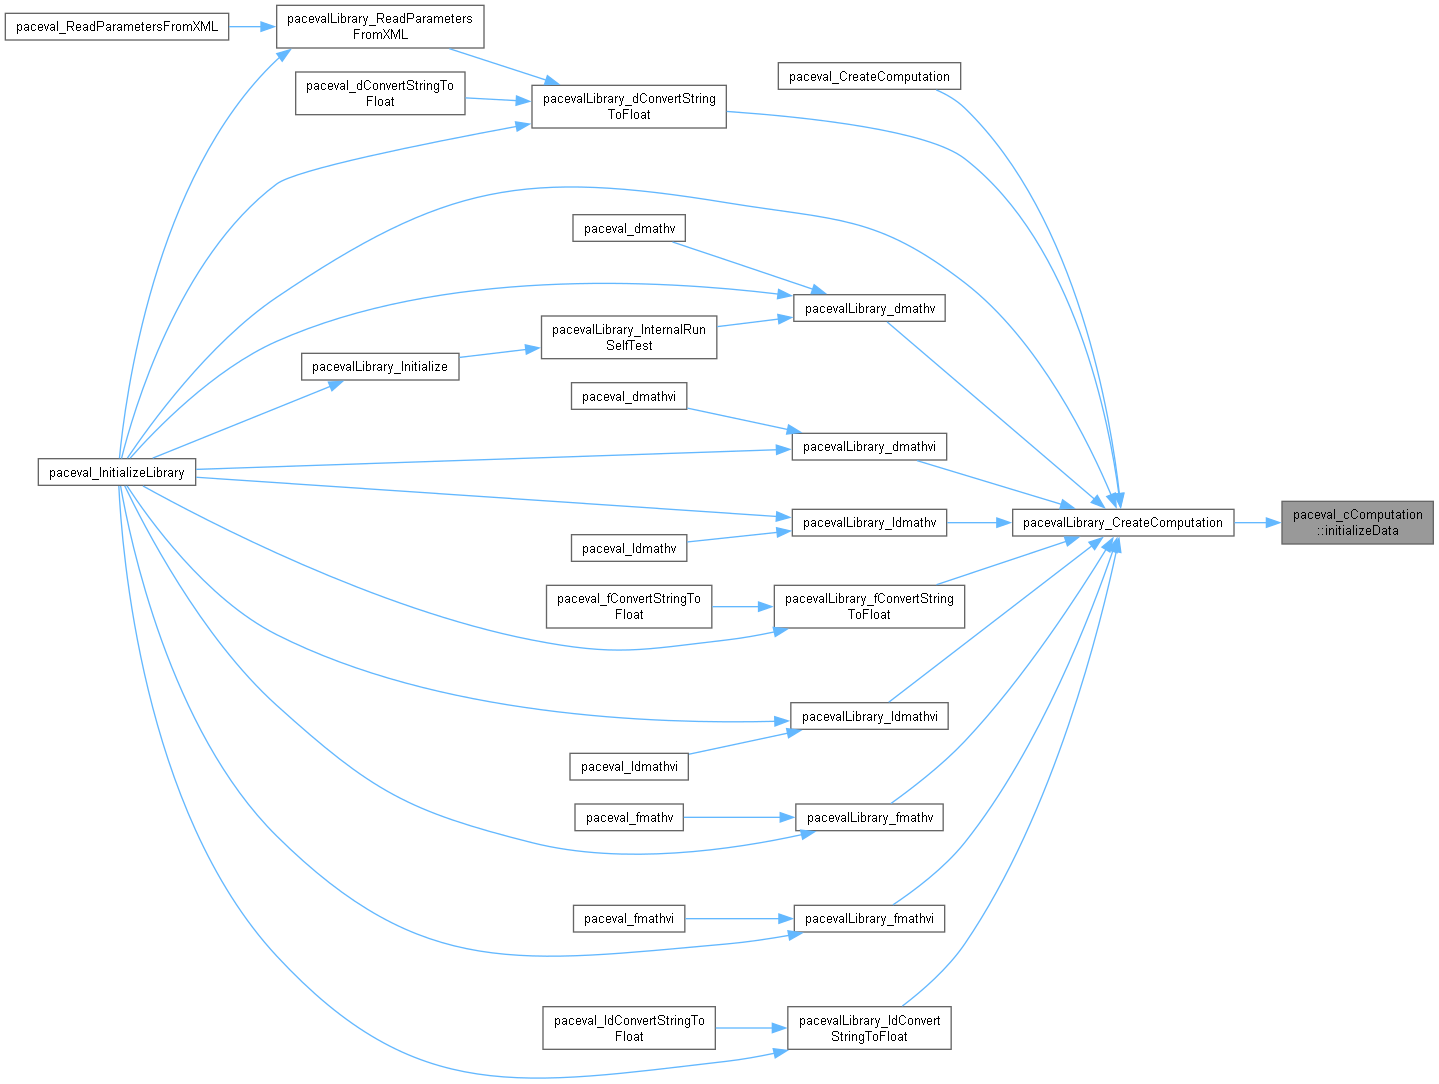 paceval_ReadParametersFromXML
pacevalLibrary_ReadParameters
FromXML
paceval_CreateComputation
paceval_dConvertStringTo
Float
pacevalLibrary_dConvertString
ToFloat
paceval_dmathv
pacevalLibrary_dmathv
pacevalLibrary_InternalRun
SelfTest
pacevalLibrary_Initialize
paceval_dmathvi
pacevalLibrary_dmathvi
paceval_InitializeLibrary
pacevalLibrary_ldmathv
pacevalLibrary_CreateComputation
paceval_cComputation
::initializeData
paceval_ldmathv
paceval_fConvertStringTo
Float
pacevalLibrary_fConvertString
ToFloat
pacevalLibrary_ldmathvi
paceval_ldmathvi
paceval_fmathv
pacevalLibrary_fmathv
paceval_fmathvi
pacevalLibrary_fmathvi
paceval_ldConvertStringTo
Float
pacevalLibrary_ldConvert
StringToFloat